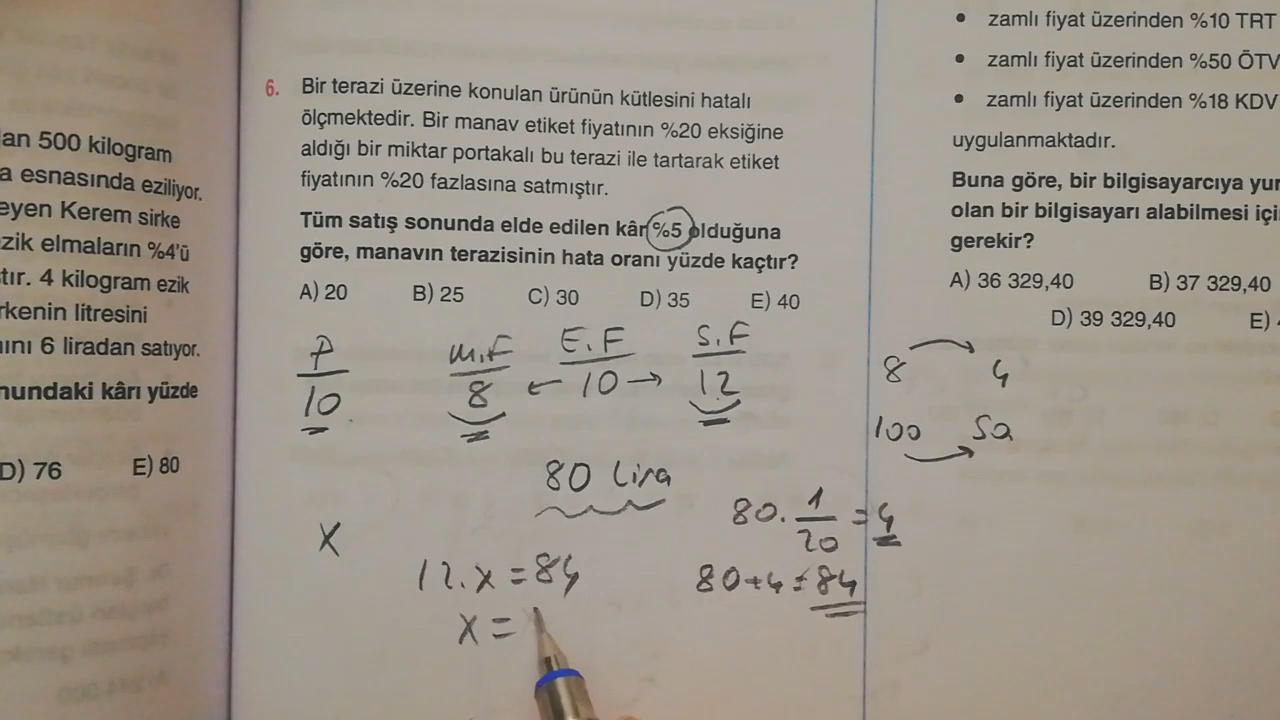 lan 500 kilogram
a esnasında eziliyor.
eyen Kerem sirke
zik elmaların %4'ü
tır. 4 kilogram ezik
rkenin litresini
ını 6 liradan satıyor.
nundaki kârı yüzde
D) 76 E) 80
6. Bir terazi üzerine konulan ürünün kütlesini hatalı
ölçmektedir. Bir manav etiket fiyatının %20 eksiğine
aldığı bir miktar portakalı bu terazi ile tartarak etiket
fiyatının %20 fazlasına satmıştır.
Tüm satış sonunda elde edilen kâr %5 olduğuna
göre, manavın terazisinin hata oranı yüzde kaçtır?
A) 20 B) 25 C) 30 D) 35 E) 40
P M.F E.F S.F
10 8 ← 10 → 12
80 Lira
x
12.x = 84
x =
80. 1/20 = 4
80+4 = 84
zamlı fiyat üzerinden %10 TRT
zamlı fiyat üzerinden %50 ÖTV
zamlı fiyat üzerinden %18 KDV
uygulanmaktadır.
Buna göre, bir bilgisayarcıya yur
olan bir bilgisayarı alabilmesi içi
gerekir?
A) 36 329,40 B) 37 329,40
D) 39 329,40 E)
8 4
100 50